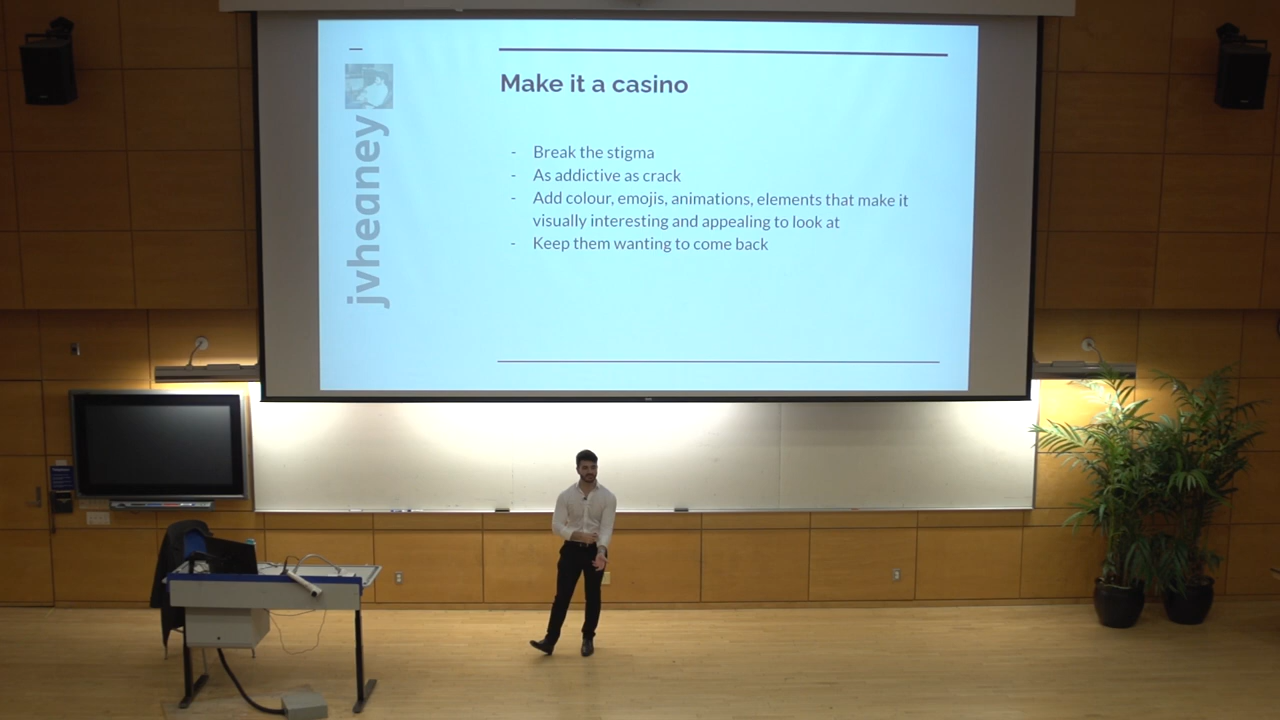 jvheaney
Make it a casino
- Break the stigma
- As addictive as crack
- Add colour, emojis, animations, elements that make it
visually interesting and appealing to look at
- Keep them wanting to come back